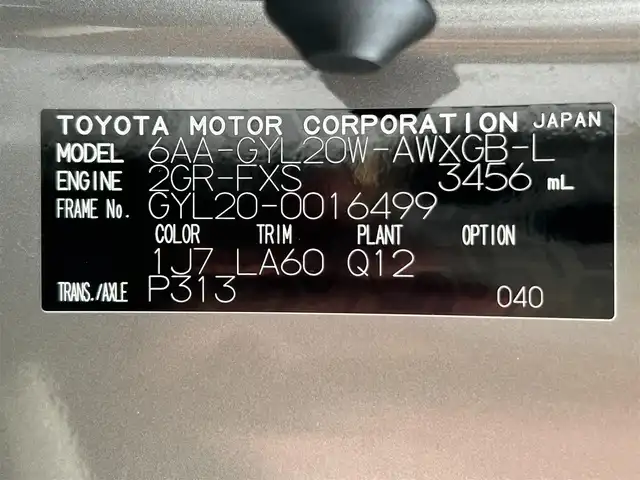 TOYOTA MOTOR CORPORATION JAPAN
MODEL 6AA-GYL20W-AWXGB-L
ENGINE 2GR-FXS 3456 mL
FRAME No. GYL20-0016499
COLOR TRIM PLANT OPTION
1J7 LA60 Q12
TRANS./AXLE P313 040